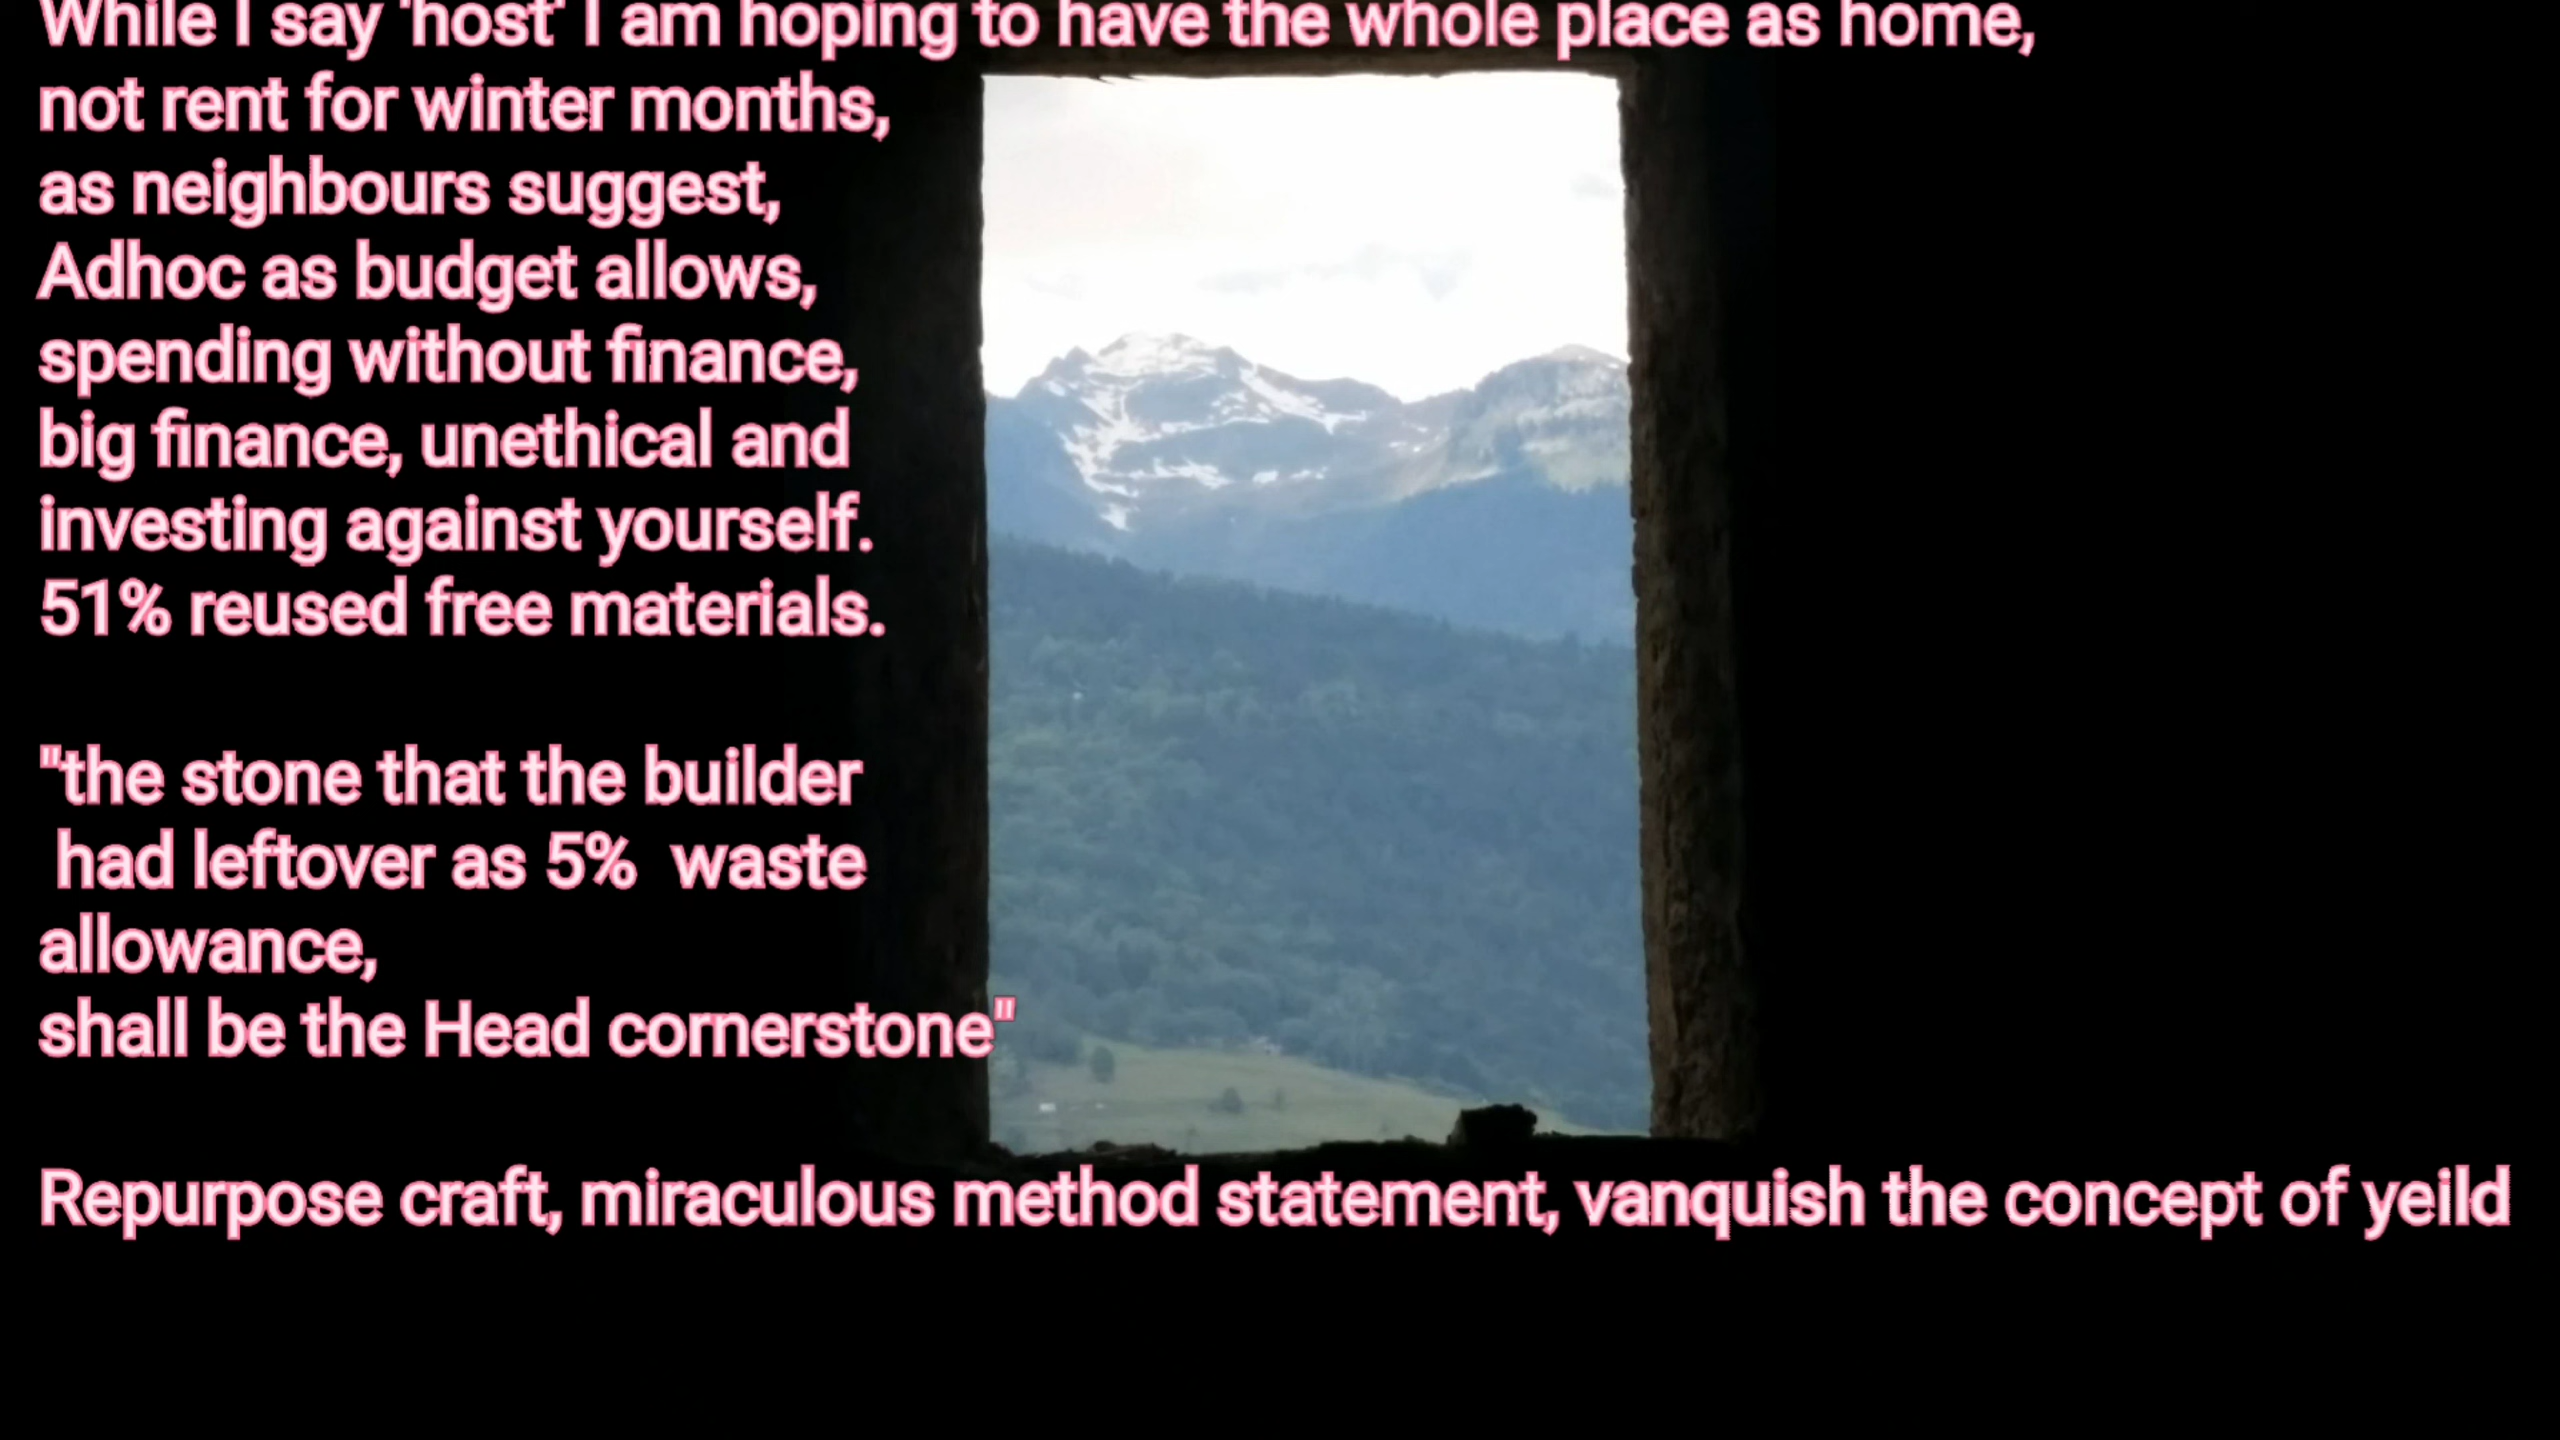 While I say 'host' I am hoping to have the whole place as home,
not rent for winter months,
as neighbours suggest,
Adhoc as budget allows,
spending without finance,
big finance, unethical and
investing against yourself.
51% reused free materials.
"the stone that the builder
had leftover as 5%  waste
allowance,
shall be the Head cornerstone"
Repurpose craft, miraculous method statement, vanquish the concept of yeild